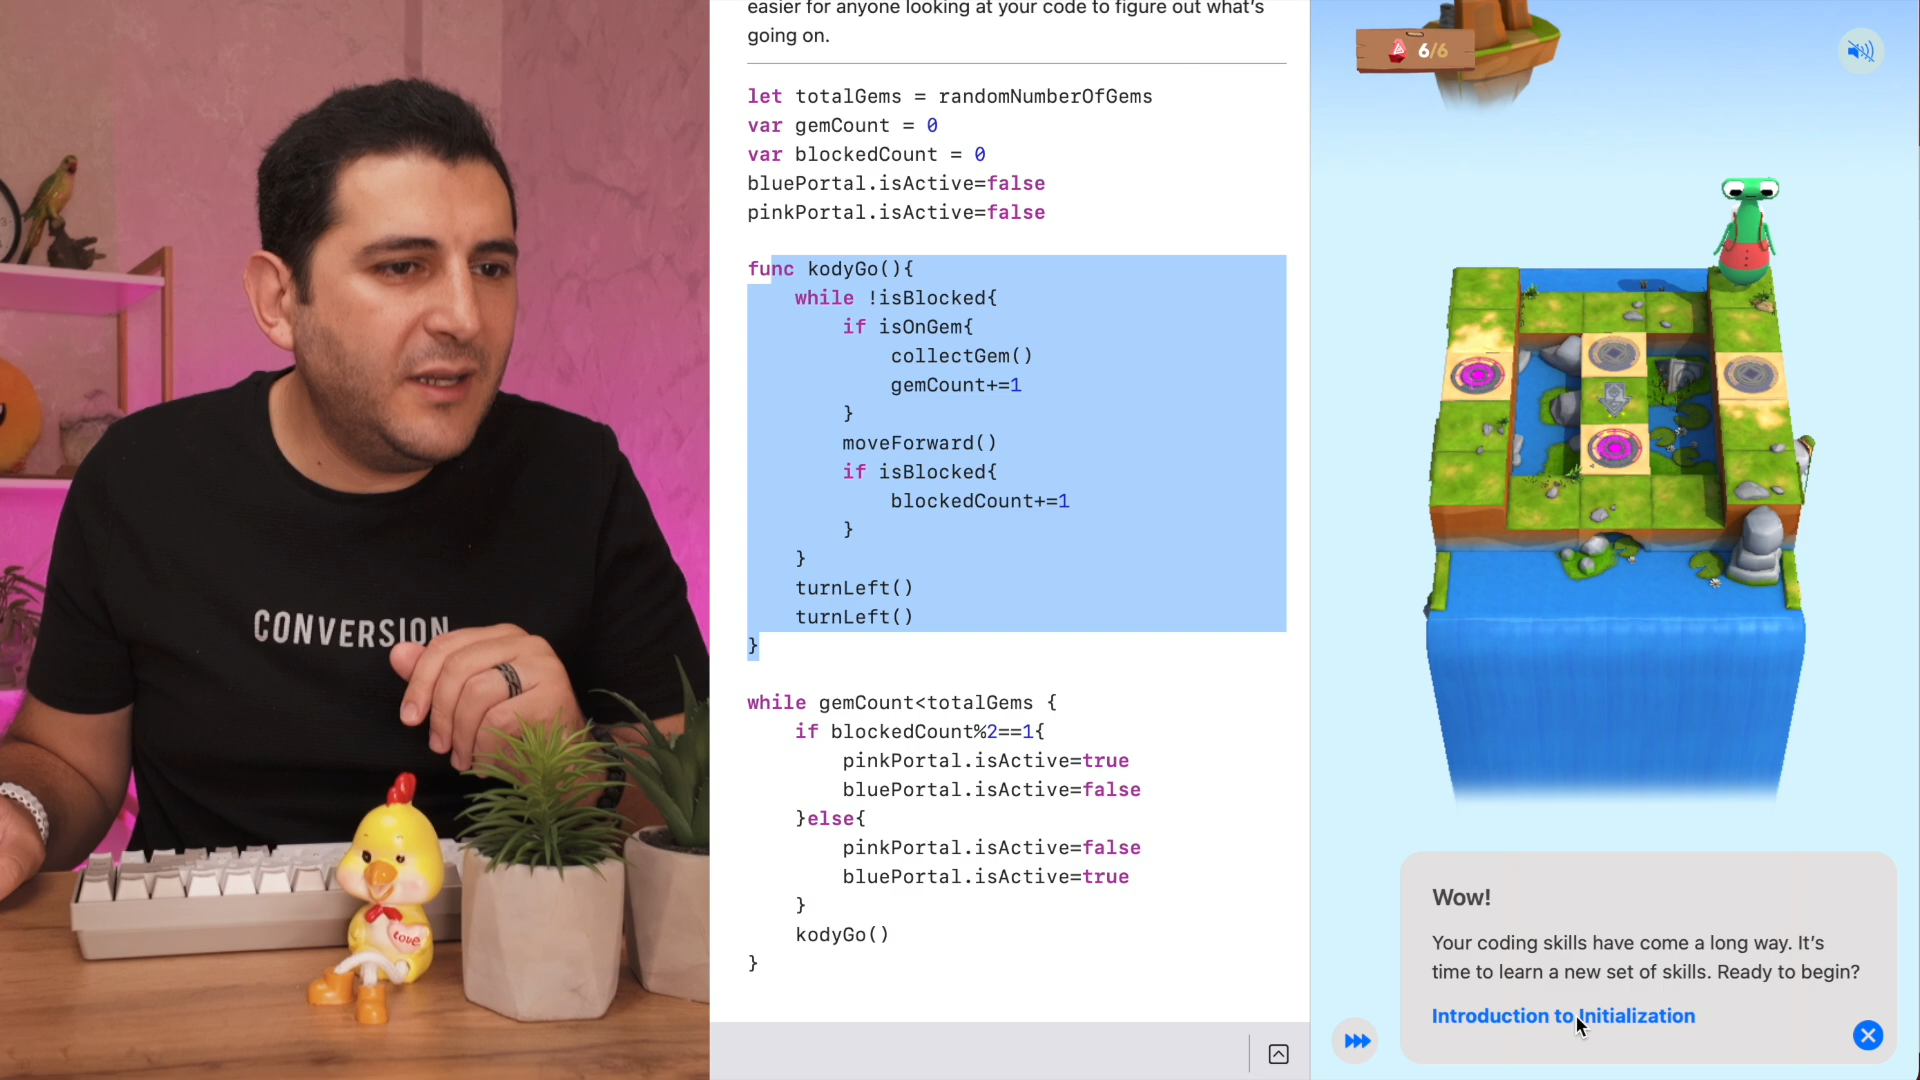 easier for anyone looking at your code to figure out what's
going on.
let totalGems = randomNumberOfGems
var gemCount = 0
var blockedCount = 0
bluePortal.isActive=false
pinkPortal.isActive=false
func kodyGo(){
while !isBlocked{
if isOnGem{
collectGem()
gemCount+=1
}
moveForward()
if isBlocked{
blockedCount+=1
}
}
turnLeft()
turnLeft()
}
while gemCount<totalGems {
if blockedCount%2==1{
pinkPortal.isActive=true
bluePortal.isActive=false
}else{
pinkPortal.isActive=false
bluePortal.isActive=true
}
kodyGo()
}
6/6
Wow!
Your coding skills have come a long way. It's
time to learn a new set of skills. Ready to begin?
Introduction to Initialization
CONVERSION
Love